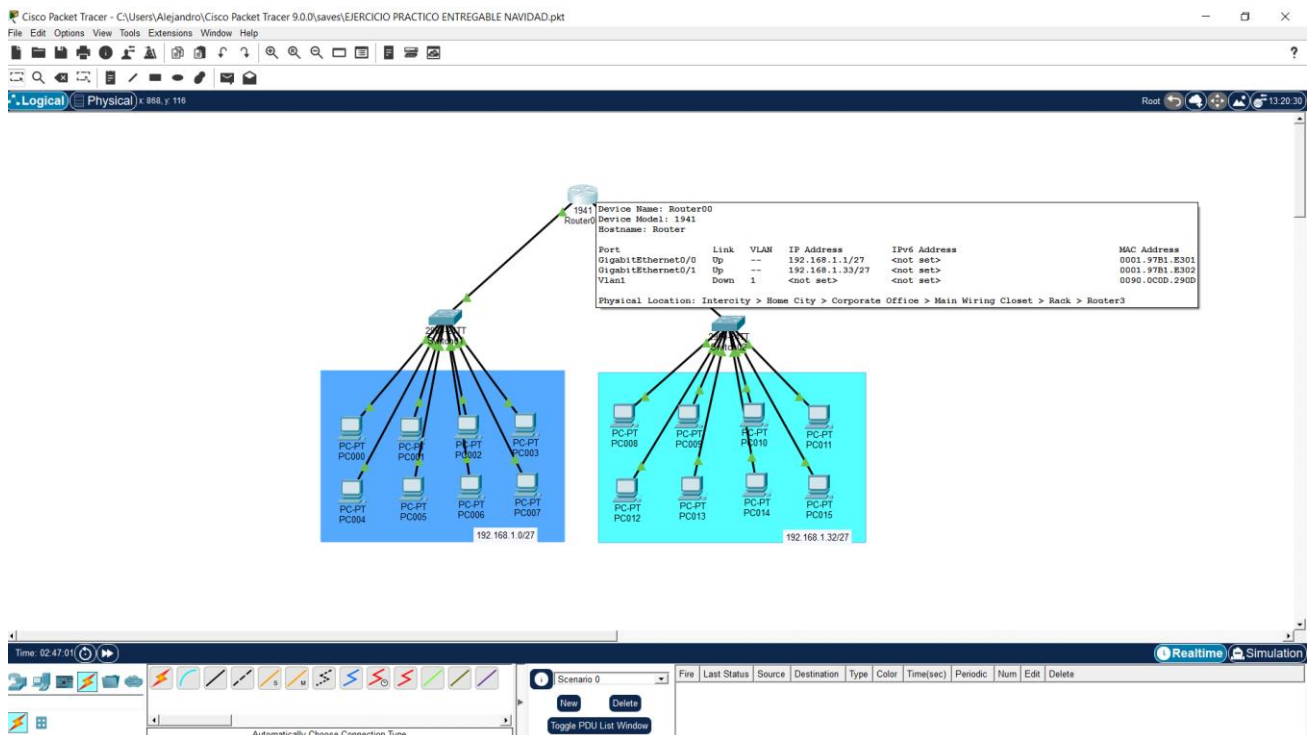 Cisco Packet Tracer - C:\Users\Alejandro\Cisco Packet Tracer 9.0.0\saves\EJERCICIO PRACTICO ENTREGABLE NAVIDAD.pkt
File Edit Options View Tools Extensions Window Help
?
Logical Physical x: 868, y: 116 Root 13:20:30
1941
Router0
Device Name: Router00
Device Model: 1941
Hostname: Router
Port Link VLAN IP Address IPv6 Address MAC Address
GigabitEthernet0/0 Up -- 192.168.1.1/27 <not set> 0001.97B1.E301
GigabitEthernet0/1 Up -- 192.168.1.33/27 <not set> 0001.97B1.E302
Vlan1 Down 1 <not set> <not set> 0090.0C0D.290D
Physical Location: Intercity > Home City > Corporate Office > Main Wiring Closet > Rack > Router3
PC-PT PC-PT PC-PT PC-PT
PC000 PC001 PC002 PC003
PC-PT PC-PT PC-PT PC-PT
PC004 PC005 PC006 PC007
192.168.1.0/27
PC-PT PC-PT PC-PT PC-PT
PC008 PC009 PC010 PC011
PC-PT PC-PT PC-PT PC-PT
PC012 PC013 PC014 PC015
192.168.1.32/27
Time: 02:47:01 Realtime Simulation
Scenario 0
New Delete
Toggle PDU List Window
Fire Last Status Source Destination Type Color Time(sec) Periodic Num Edit Delete
Automatically Choose Connection Type